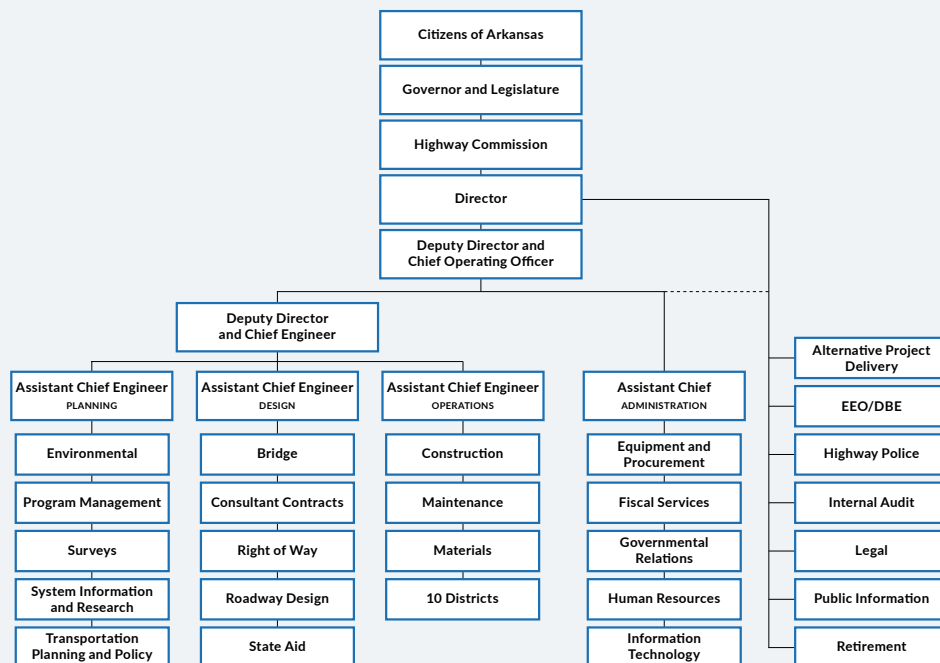 Citizens of Arkansas
Governor and Legislature
Highway Commission
Director
Deputy Director and
Chief Operating Officer
Deputy Director
and Chief Engineer
Assistant Chief Engineer
PLANNING
Environmental
Program Management
Surveys
System Information
and Research
Transportation
Planning and Policy
Assistant Chief Engineer
DESIGN
Bridge
Consultant Contracts
Right of Way
Roadway Design
State Aid
Assistant Chief Engineer
OPERATIONS
Construction
Maintenance
Materials
10 Districts
Assistant Chief
ADMINISTRATION
Equipment and
Procurement
Fiscal Services
Governmental
Relations
Human Resources
Information
Technology
Alternative Project
Delivery
EEO/DBE
Highway Police
Internal Audit
Legal
Public Information
Retirement